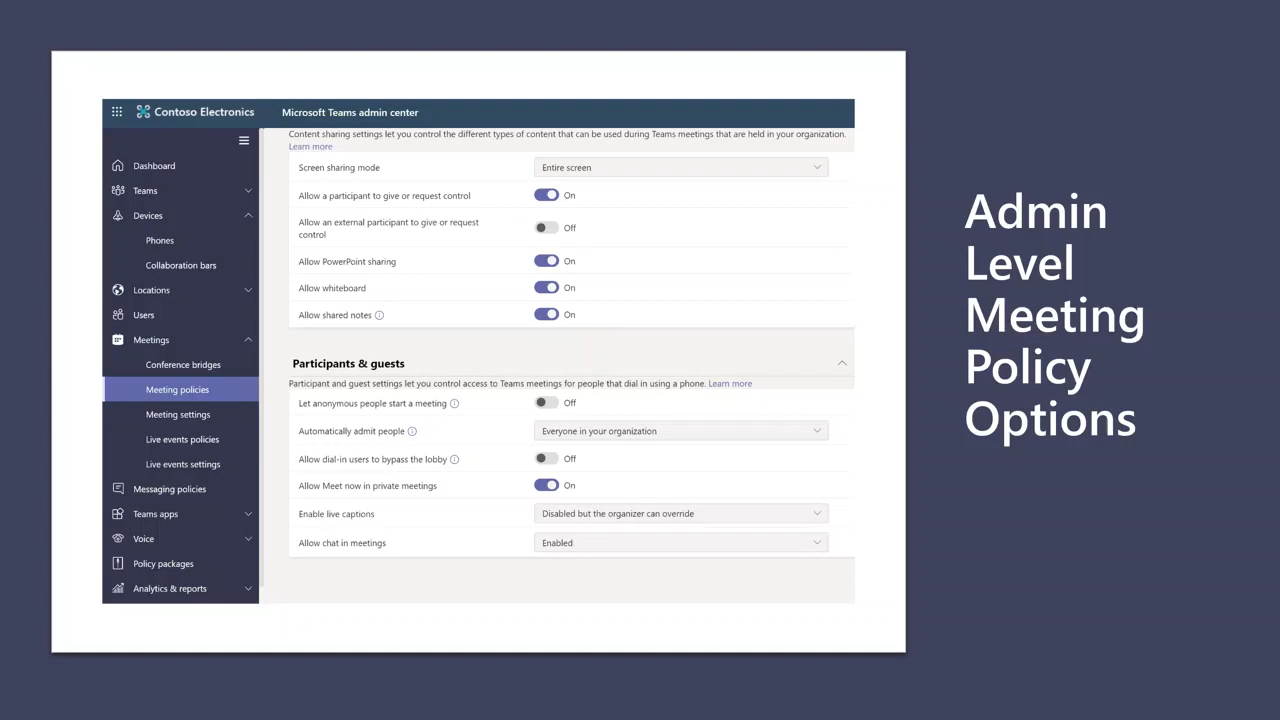 Contoso Electronics
Microsoft Teams admin center
Dashboard
Teams
Devices
Phones
Collaboration bars
Locations
Users
Meetings
Conference bridges
Meeting policies
Meeting settings
Live events policies
Live events settings
Messaging policies
Teams apps
Voice
Policy packages
Analytics & reports
Content sharing settings let you control the different types of content that can be used during Teams meetings that are held in your organization.
Learn more
Screen sharing mode
Entire screen
Allow a participant to give or request control
On
Allow an external participant to give or request
control
Off
Allow PowerPoint sharing
On
Allow whiteboard
On
Allow shared notes
On
Participants & guests
Participant and guest settings let you control access to Teams meetings for people that dial in using a phone. Learn more
Let anonymous people start a meeting
Off
Automatically admit people
Everyone in your organization
Allow dial-in users to bypass the lobby
Off
Allow Meet now in private meetings
On
Enable live captions
Disabled but the organizer can override
Allow chat in meetings
Enabled
Admin
Level
Meeting
Policy
Options